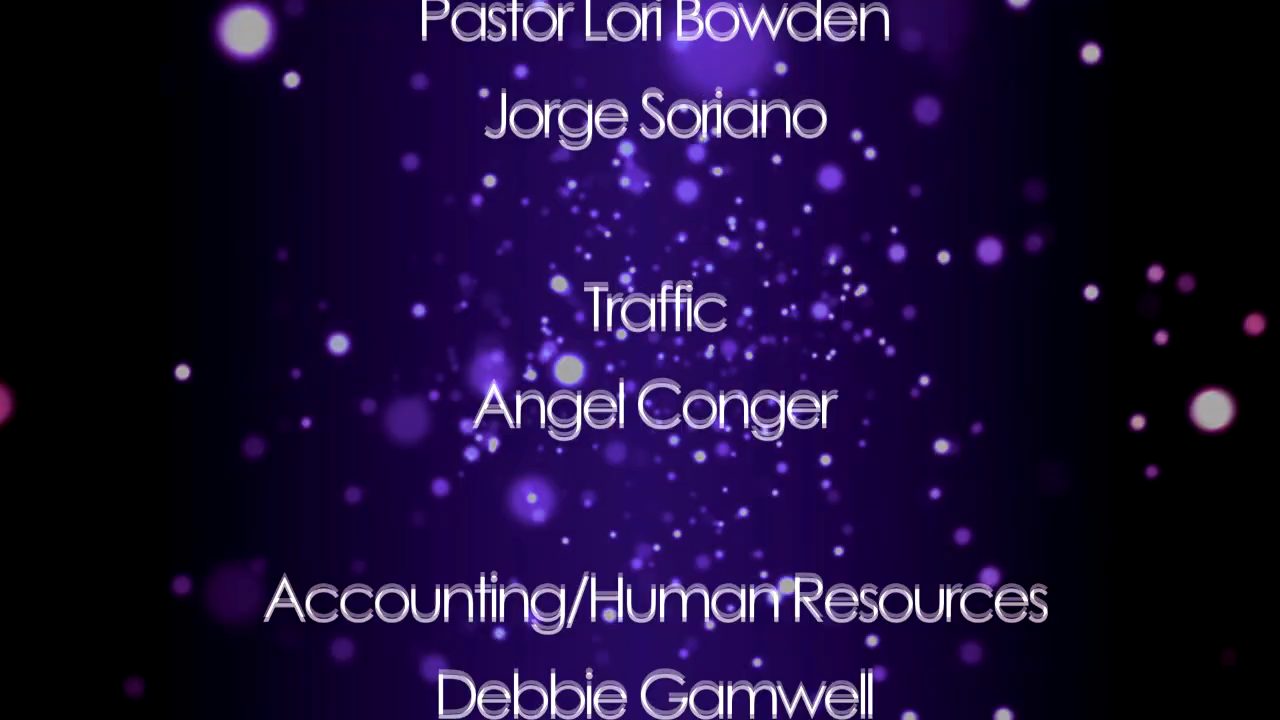 Pastor Lori Bowden
Jorge Soriano
Traffic
Angel Conger
Accounting/Human Resources
Debbie Gamwell